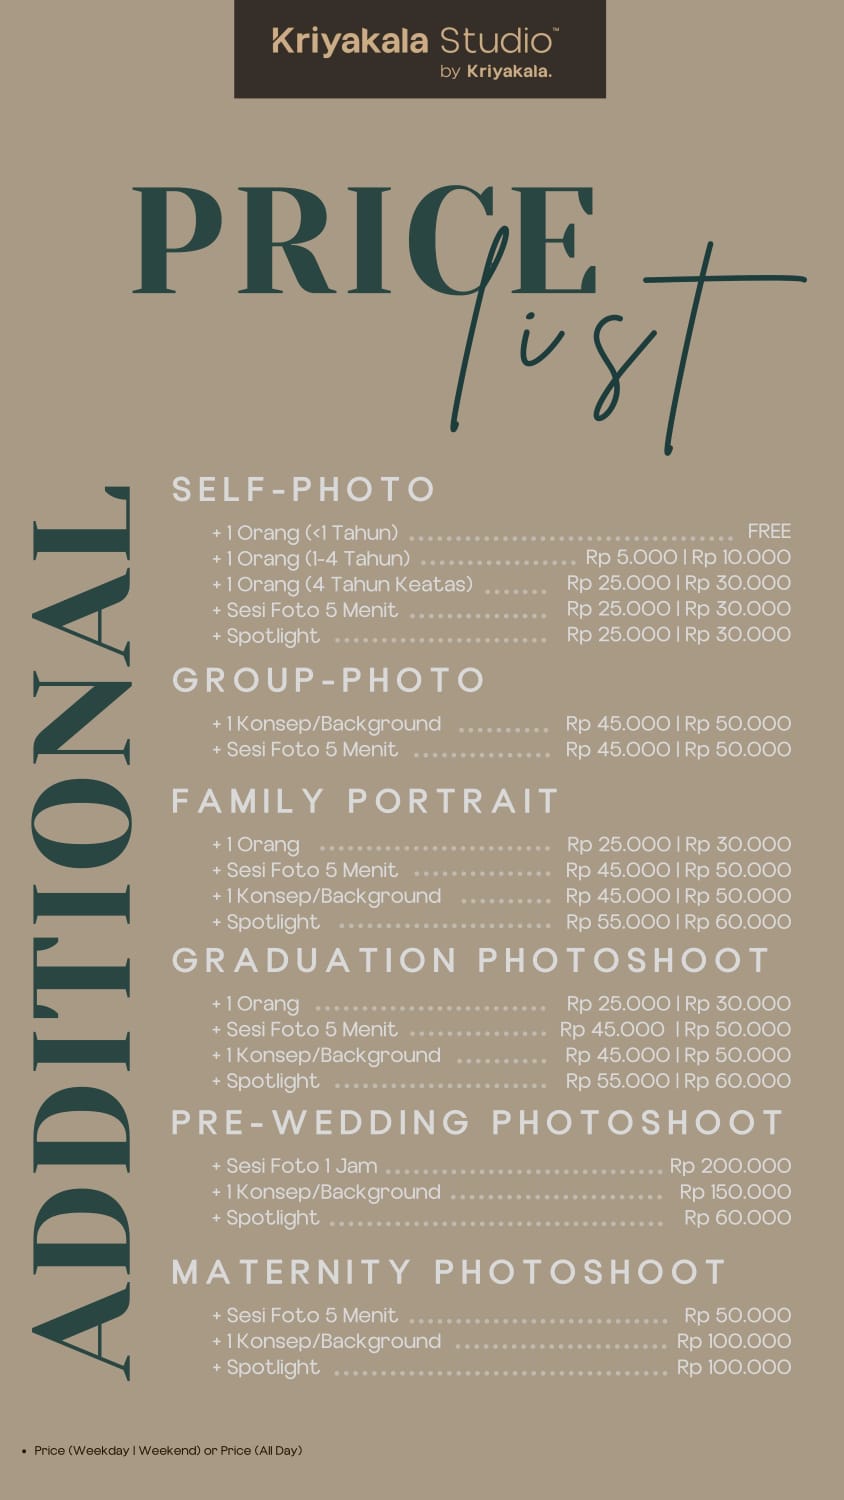 Kriyakala Studio™
by Kriyakala.
PRICE
list
ADDITIONAL
SELF-PHOTO
+ 1 Orang (<1 Tahun) ........ FREE
+ 1 Orang (1-4 Tahun) ........ Rp 5.000 | Rp 10.000
+ 1 Orang (4 Tahun Keatas) ........ Rp 25.000 | Rp 30.000
+ Sesi Foto 5 Menit ........ Rp 25.000 | Rp 30.000
+ Spotlight ........ Rp 25.000 | Rp 30.000
GROUP-PHOTO
+ 1 Konsep/Background ........ Rp 45.000 | Rp 50.000
+ Sesi Foto 5 Menit ........ Rp 45.000 | Rp 50.000
FAMILY PORTRAIT
+ 1 Orang ........ Rp 25.000 | Rp 30.000
+ Sesi Foto 5 Menit ........ Rp 45.000 | Rp 50.000
+ 1 Konsep/Background ........ Rp 45.000 | Rp 50.000
+ Spotlight ........ Rp 55.000 | Rp 60.000
GRADUATION PHOTOSHOOT
+ 1 Orang ........ Rp 25.000 | Rp 30.000
+ Sesi Foto 5 Menit ........ Rp 45.000 | Rp 50.000
+ 1 Konsep/Background ........ Rp 45.000 | Rp 50.000
+ Spotlight ........ Rp 55.000 | Rp 60.000
PRE-WEDDING PHOTOSHOOT
+ Sesi Foto 1 Jam ........ Rp 200.000
+ 1 Konsep/Background ........ Rp 150.000
+ Spotlight ........ Rp 60.000
MATERNITY PHOTOSHOOT
+ Sesi Foto 5 Menit ........ Rp 50.000
+ 1 Konsep/Background ........ Rp 100.000
+ Spotlight ........ Rp 100.000
• Price (Weekday | Weekend) or Price (All Day)